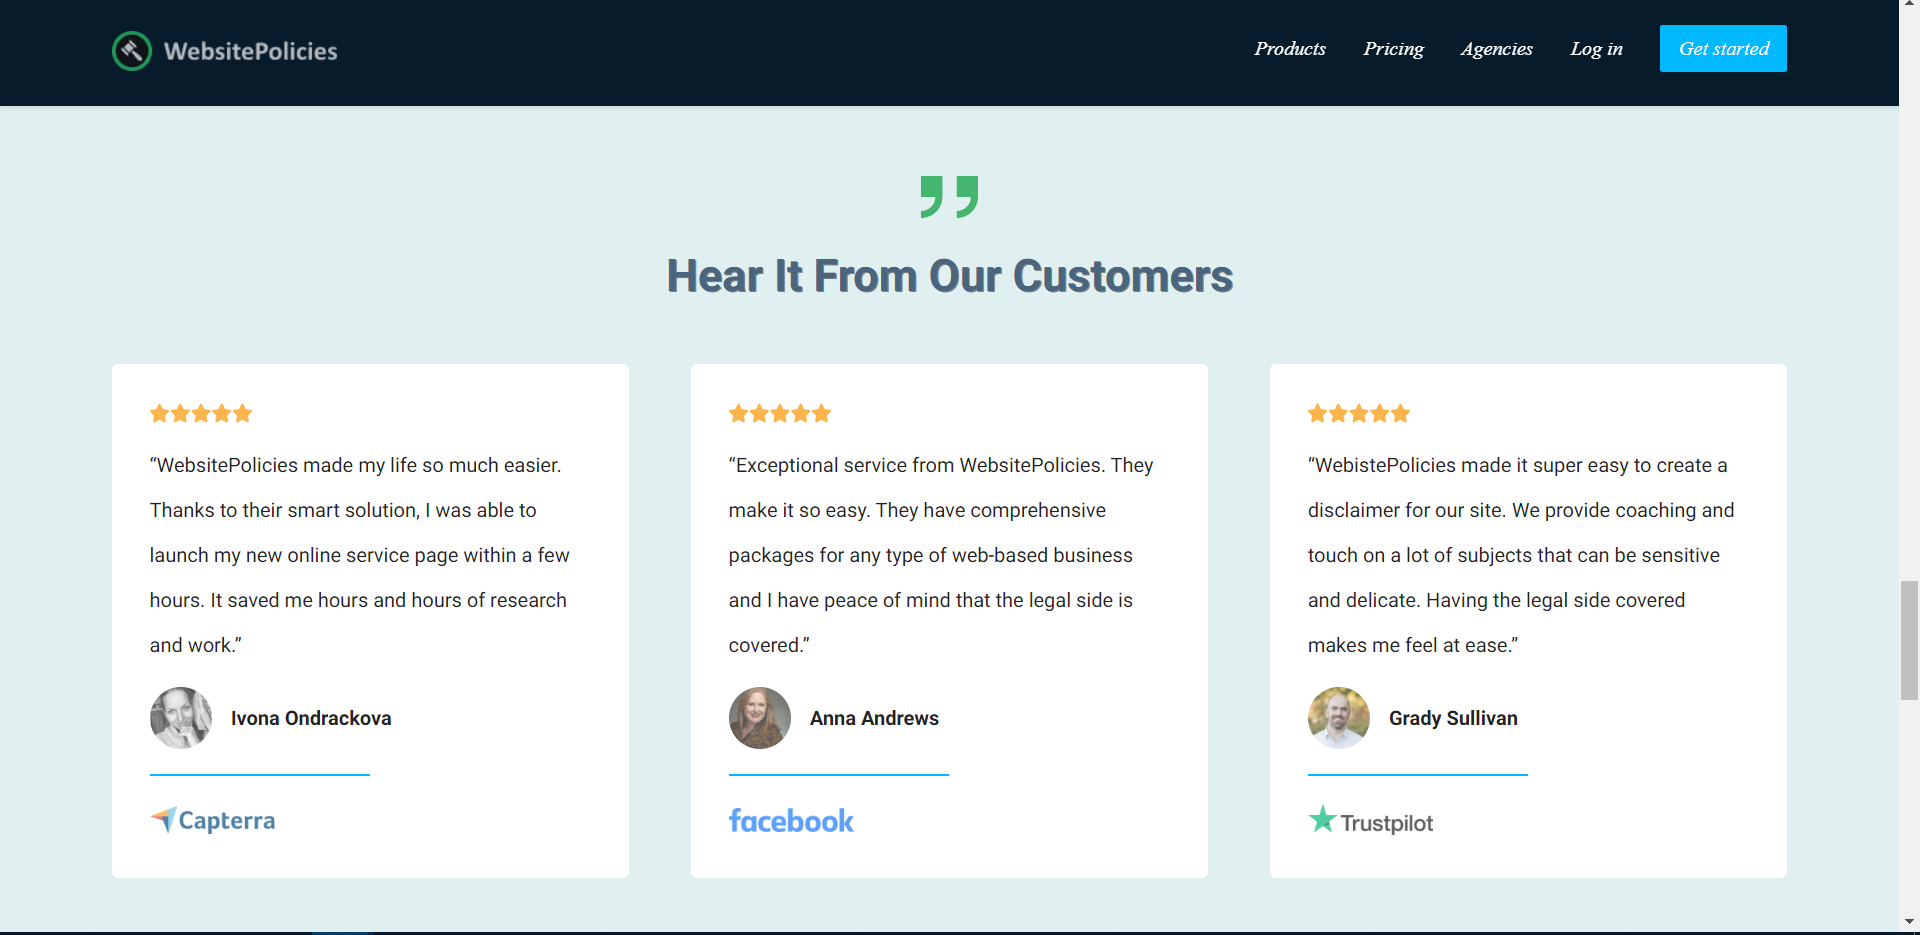 WebsitePolicies
Products Pricing Agencies Log in Get started
Hear It From Our Customers
“WebsitePolicies made my life so much easier.
Thanks to their smart solution, I was able to
launch my new online service page within a few
hours. It saved me hours and hours of research
and work.”
Ivona Ondrackova
Capterra
“Exceptional service from WebsitePolicies. They
make it so easy. They have comprehensive
packages for any type of web-based business
and I have peace of mind that the legal side is
covered.”
Anna Andrews
facebook
“WebistePolicies made it super easy to create a
disclaimer for our site. We provide coaching and
touch on a lot of subjects that can be sensitive
and delicate. Having the legal side covered
makes me feel at ease.”
Grady Sullivan
Trustpilot